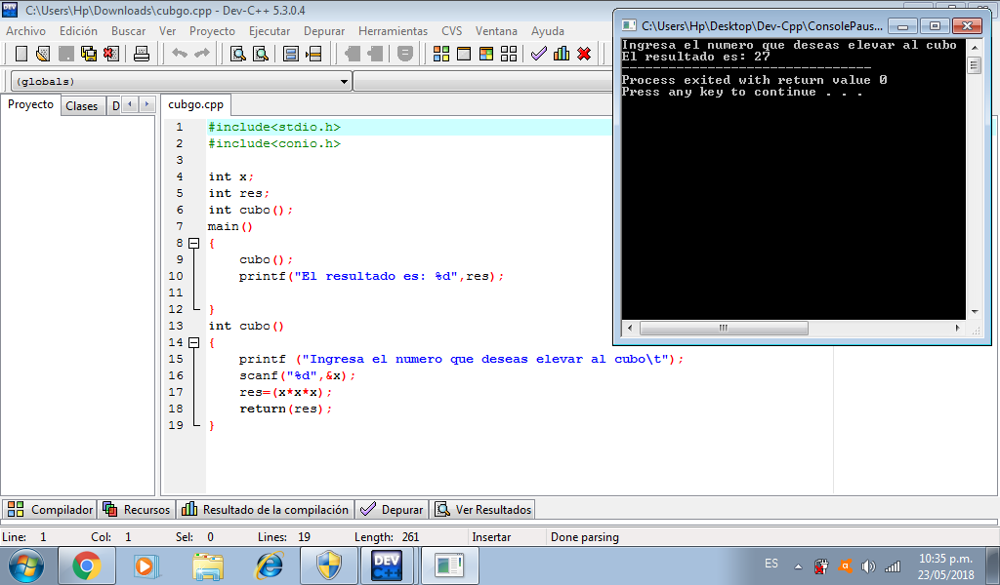 C:\Users\Hp\Downloads\cubgo.cpp - Dev-C++ 5.3.0.4
Archivo Edición Buscar Ver Proyecto Ejecutar Depurar Herramientas CVS Ventana Ayuda
(globals)
Proyecto Clases D
cubgo.cpp
1 #include<stdio.h>
2 #include<conio.h>
3
4 int x;
5 int res;
6 int cubo();
7 main()
8 {
9 cubo();
10 printf("El resultado es: %d",res);
11
12 }
13 int cubo()
14 {
15 printf ("Ingresa el numero que deseas elevar al cubo\t");
16 scanf("%d",&x);
17 res=(x*x*x);
18 return(res);
19 }
C:\Users\Hp\Desktop\Dev-Cpp\ConsolePaus...
Ingresa el numero que deseas elevar al cubo
El resultado es: 27
--------------------------------
Process exited with return value 0
Press any key to continue . . .
Compilador Recursos Resultado de la compilación Depurar Ver Resultados
Line: 1 Col: 1 Sel: 0 Lines: 19 Length: 261 Insertar Done parsing
DEV C++
ES
10:35 p.m.
23/05/2018